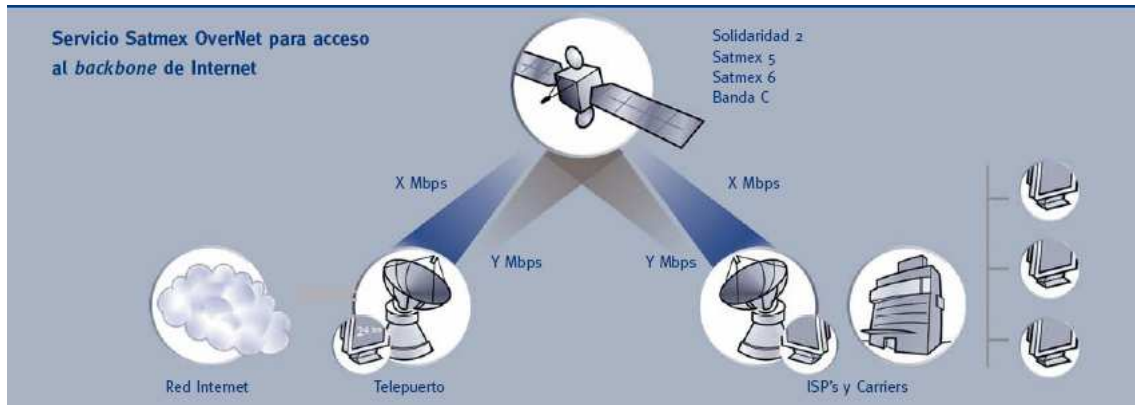 Servicio Satmex OverNet para acceso
al backbone de Internet
Solidaridad 2
Satmex 5
Satmex 6
Banda C
X Mbps
X Mbps
Y Mbps
Y Mbps
Red Internet
Telepuerto
ISP's y Carriers